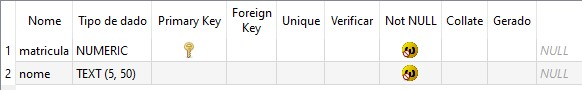 Nome Tipo de dado Primary Key Foreign Key Unique Verificar Not NULL Collate Gerado
1 matricula NUMERIC NULL
2 nome TEXT (5, 50) NULL